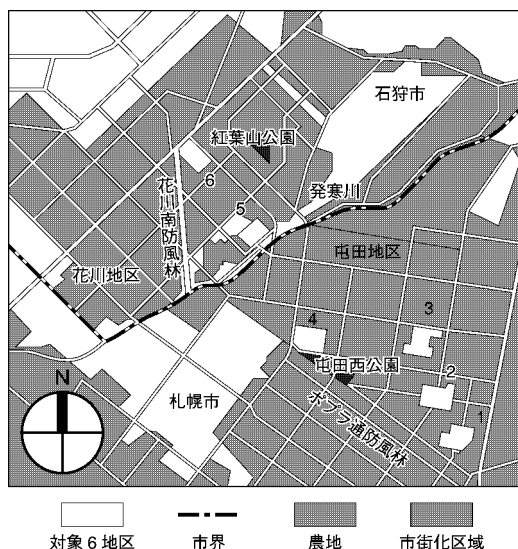 石狩市
紅葉山公園
花川南防風林
6
発寒川
5
屯田地区
花川地区
3
4
屯田西公園
2
N
札幌市
ポプラ通防風林
1
対象6地区
市界
農地
市街化区域